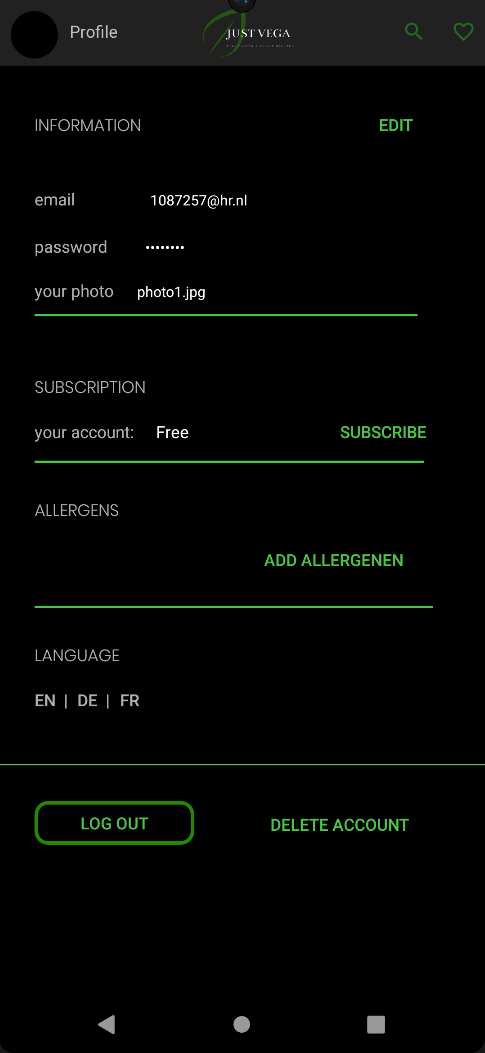 Profile
JUST VEGA
INFORMATION EDIT
email 1087257@hr.nl
password ••••••••
your photo photo1.jpg
SUBSCRIPTION
your account: Free SUBSCRIBE
ALLERGENS
ADD ALLERGENEN
LANGUAGE
EN | DE | FR
LOG OUT DELETE ACCOUNT